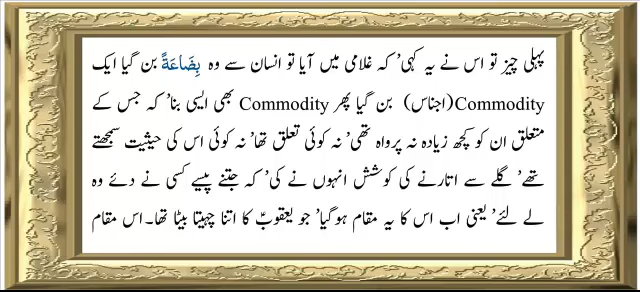 پہلی چیز تو اس نے یہ کہی' کہ غلامی میں آیا تو انسان سے وہ بِضَاعَةً بن گیا ایک
Commodity(اجناس) بن گیا پھر Commodity بھی ایسی بنا' کہ جس کے
متعلق ان کو کچھ زیادہ نہ پرواہ تھی' نہ کوئی تعلق تھا' نہ کوئی اس کی حیثیت سمجھتے
تھے' گلے سے اتارنے کی کوشش انہوں نے کی' کہ جتنے پیسے کسی نے دئے وہ
لے لئے' یعنی اب اس کا یہ مقام ہوگیا' جو یعقوبؑ کا اتنا چہیتا بیٹا تھا۔ اس مقام